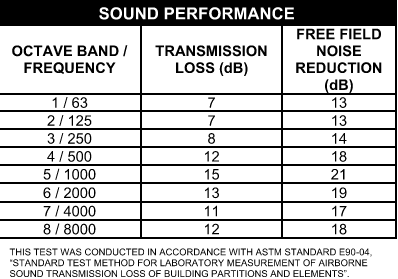 SOUND PERFORMANCE
OCTAVE BAND / FREQUENCY TRANSMISSION LOSS (dB) FREE FIELD NOISE REDUCTION (dB)
1 / 63 7 13
2 / 125 7 13
3 / 250 8 14
4 / 500 12 18
5 / 1000 15 21
6 / 2000 13 19
7 / 4000 11 17
8 / 8000 12 18
THIS TEST WAS CONDUCTED IN ACCORDANCE WITH ASTM STANDARD E90-04,
"STANDARD TEST METHOD FOR LABORATORY MEASUREMENT OF AIRBORNE
SOUND TRANSMISSION LOSS OF BUILDING PARTITIONS AND ELEMENTS".